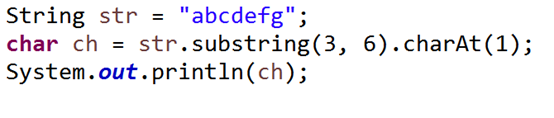 String str = "abcdefg";
char ch = str.substring(3, 6).charAt(1);
System.out.println(ch);